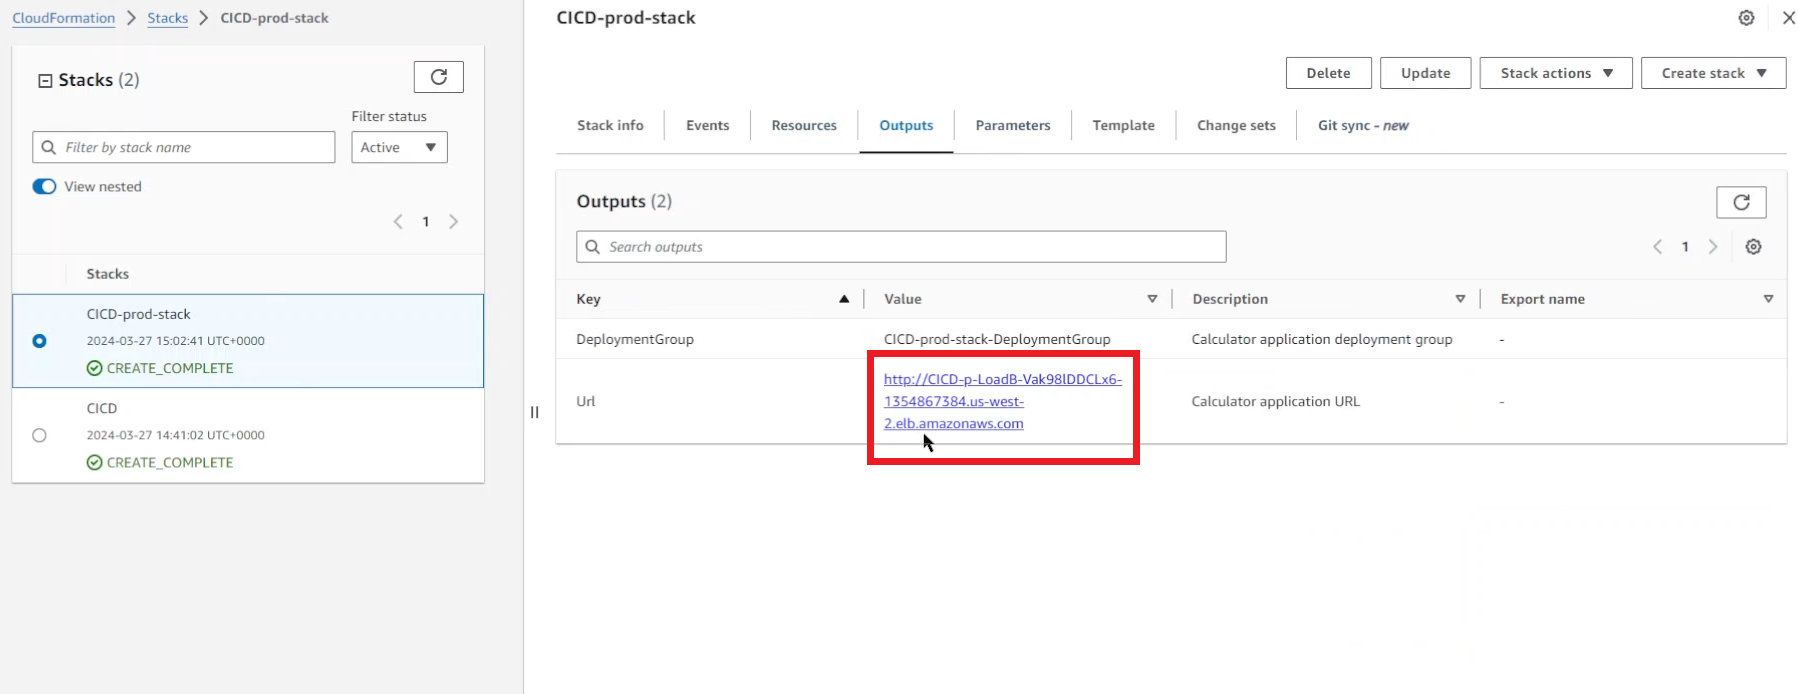 CloudFormation > Stacks > CICD-prod-stack
Stacks (2)
Filter status
Filter by stack name
Active
View nested
1
Stacks
CICD-prod-stack
2024-03-27 15:02:41 UTC+0000
CREATE_COMPLETE
CICD
2024-03-27 14:41:02 UTC+0000
CREATE_COMPLETE
CICD-prod-stack
Delete Update Stack actions Create stack
Stack info Events Resources Outputs Parameters Template Change sets Git sync - new
Outputs (2)
Search outputs
1
Key Value Description Export name
DeploymentGroup CICD-prod-stack-DeploymentGroup Calculator application deployment group -
http://CICD-p-LoadB-Vak98lDDCLx6-
Url 1354867384.us-west- Calculator application URL -
2.elb.amazonaws.com